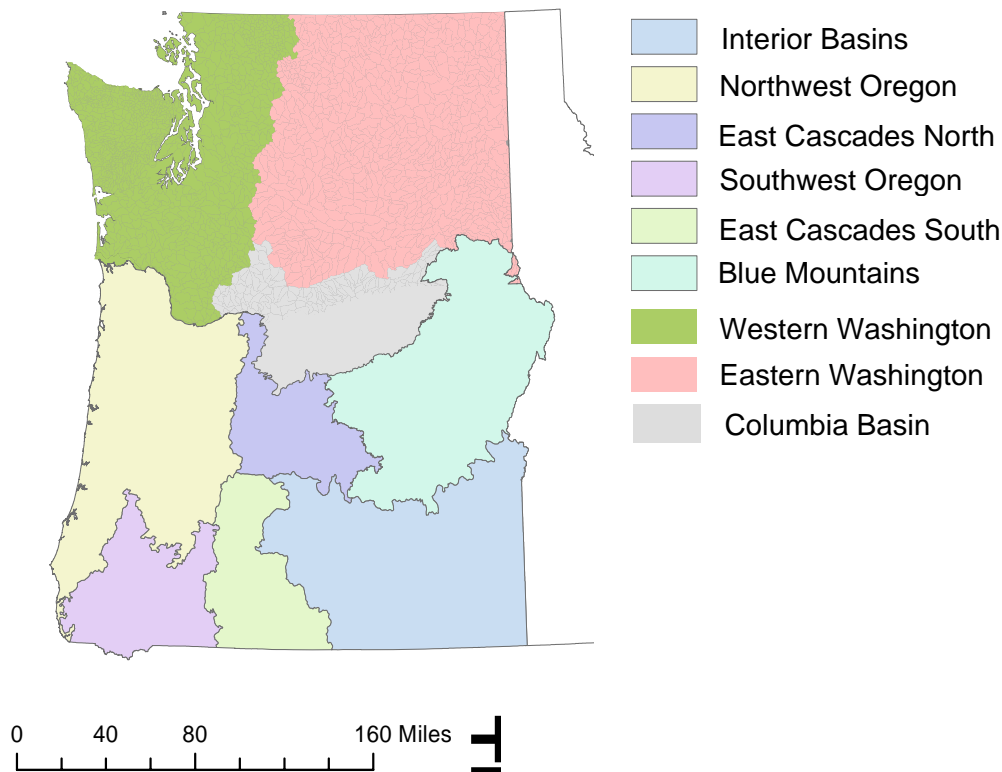 Interior Basins
Northwest Oregon
East Cascades North
Southwest Oregon
East Cascades South
Blue Mountains
Western Washington
Eastern Washington
Columbia Basin
0 40 80 160 Miles